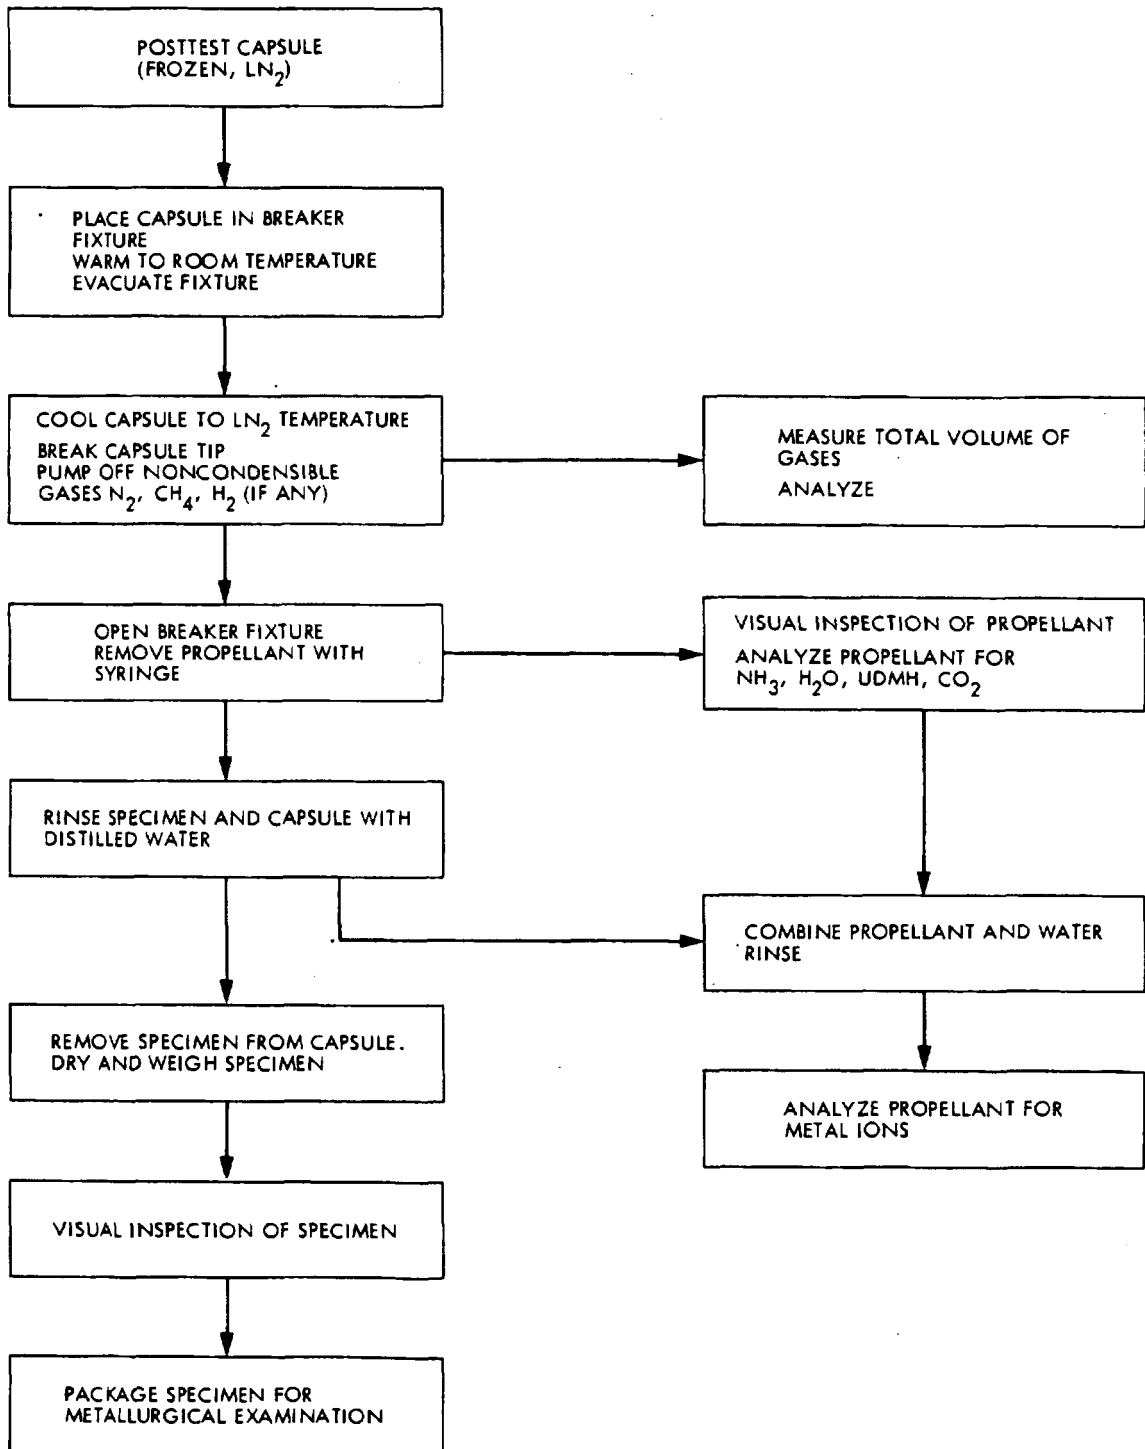 POSTTEST CAPSULE
(FROZEN, LN2)
PLACE CAPSULE IN BREAKER
FIXTURE
WARM TO ROOM TEMPERATURE
EVACUATE FIXTURE
COOL CAPSULE TO LN2 TEMPERATURE
BREAK CAPSULE TIP
PUMP OFF NONCONDENSIBLE
GASES N2, CH4, H2 (IF ANY)
MEASURE TOTAL VOLUME OF
GASES
ANALYZE
OPEN BREAKER FIXTURE
REMOVE PROPELLANT WITH
SYRINGE
VISUAL INSPECTION OF PROPELLANT
ANALYZE PROPELLANT FOR
NH3, H2O, UDMH, CO2
RINSE SPECIMEN AND CAPSULE WITH
DISTILLED WATER
COMBINE PROPELLANT AND WATER
RINSE
REMOVE SPECIMEN FROM CAPSULE.
DRY AND WEIGH SPECIMEN
ANALYZE PROPELLANT FOR
METAL IONS
VISUAL INSPECTION OF SPECIMEN
PACKAGE SPECIMEN FOR
METALLURGICAL EXAMINATION